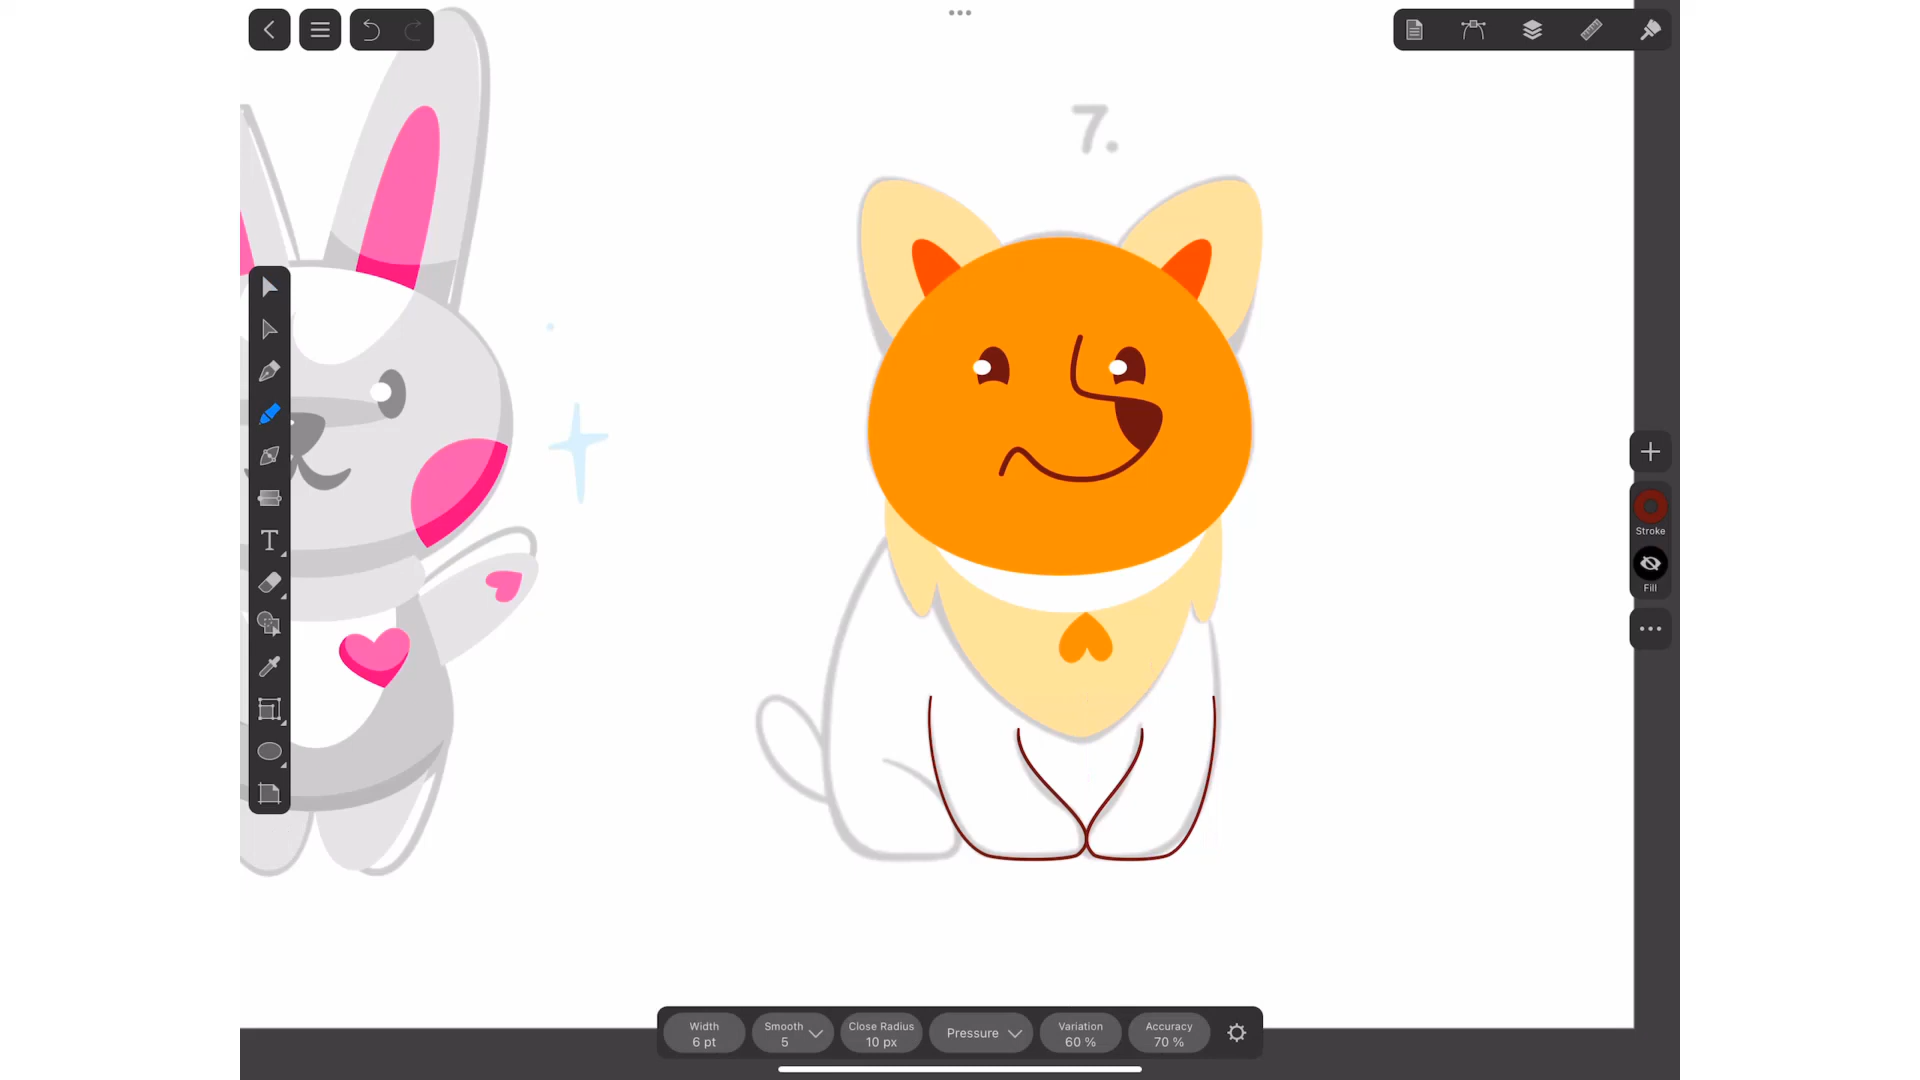 7.
T
Stroke
Fill
Width
6 pt
Smooth
5
Close Radius
10 px
Pressure
Variation
60 %
Accuracy
70 %